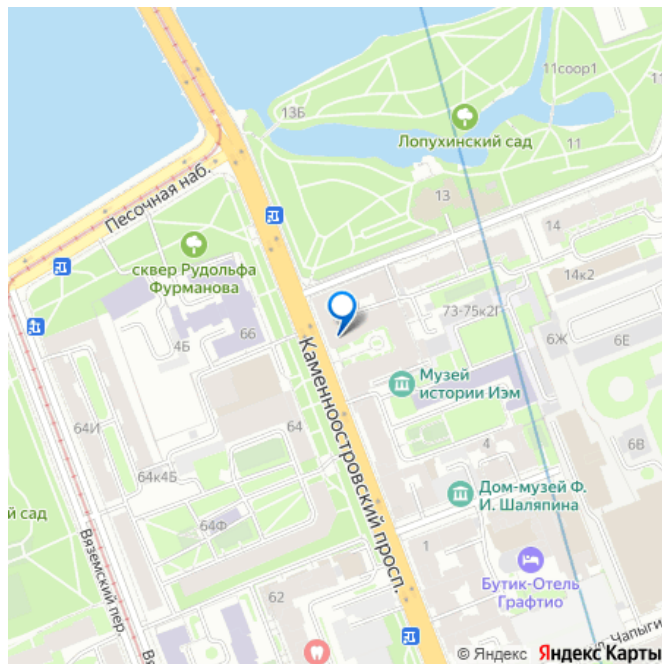 11соор1
13Б
Лопухинский сад
11
Песочная наб.
13
14
сквер Рудольфа
Фурманова
14к2
73-75к2Г
66
4Б
6Ж
6Е
Каменноостровский просп.
Музей
истории Иэм
64И
64
4
6В
64к4Б
Дом-музей Ф.
И. Шаляпина
й сад
64Ф
Вяземский пер.
1
Бутик-Отель
Графтио
62
Вя
л. Чапыги
© Яндекс Яндекс Карты